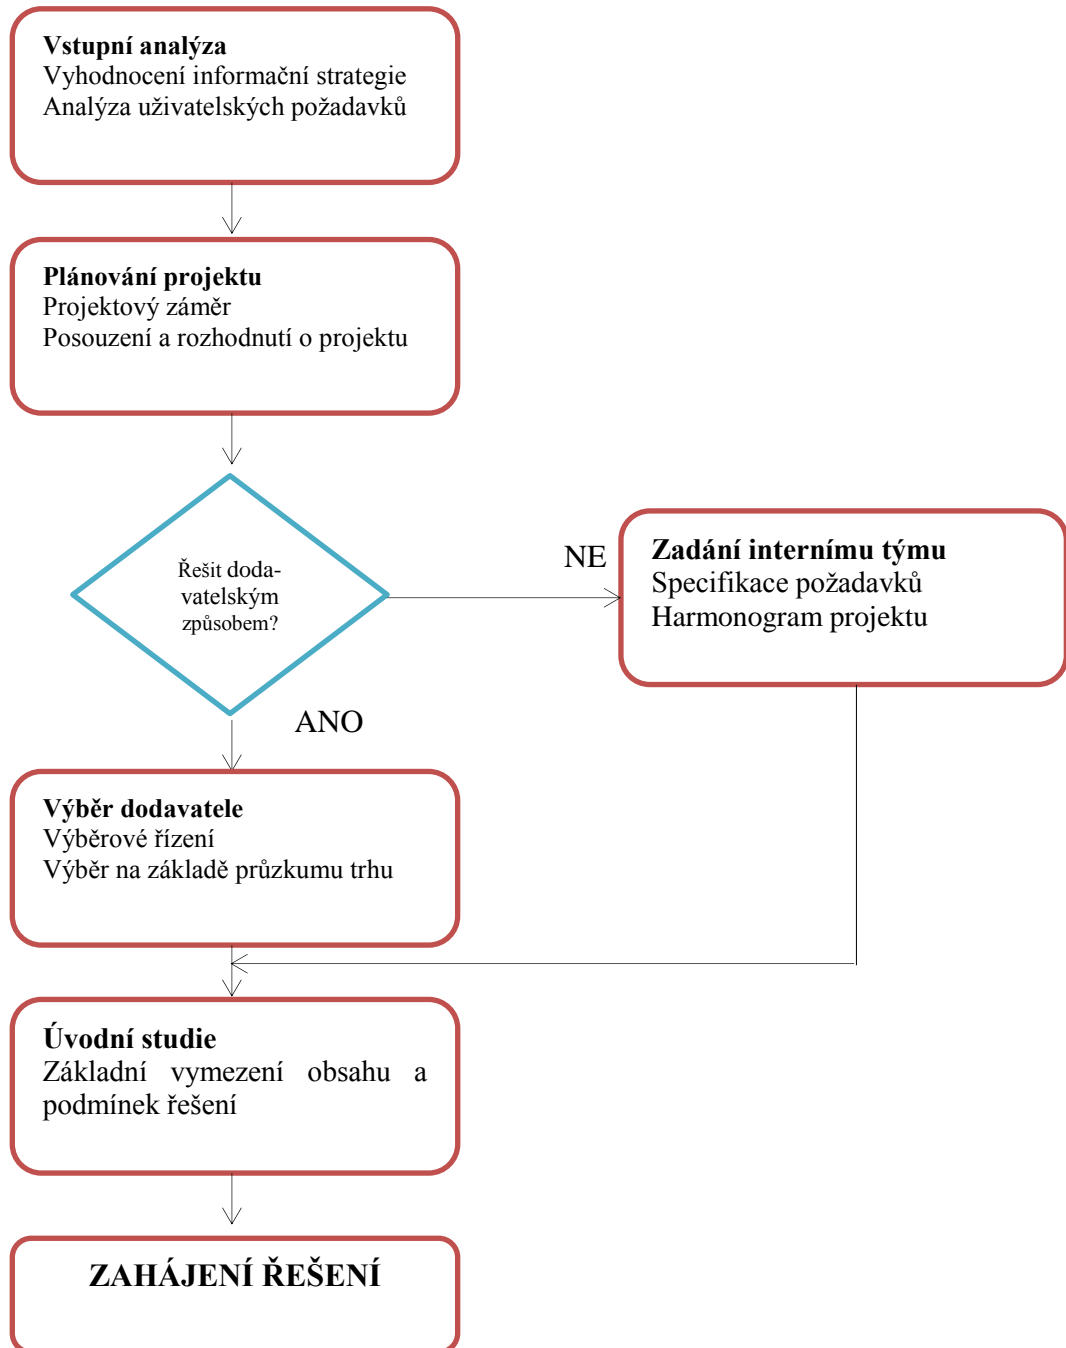 Vstupní analýza
Vyhodnocení informační strategie
Analýza uživatelských požadavků
Plánování projektu
Projektový záměr
Posouzení a rozhodnutí o projektu
Řešit doda-
vatelským
způsobem?
NE
Zadání internímu týmu
Specifikace požadavků
Harmonogram projektu
ANO
Výběr dodavatele
Výběrové řízení
Výběr na základě průzkumu trhu
Úvodní studie
Základní vymezení obsahu a
podmínek řešení
ZAHÁJENÍ ŘEŠENÍ